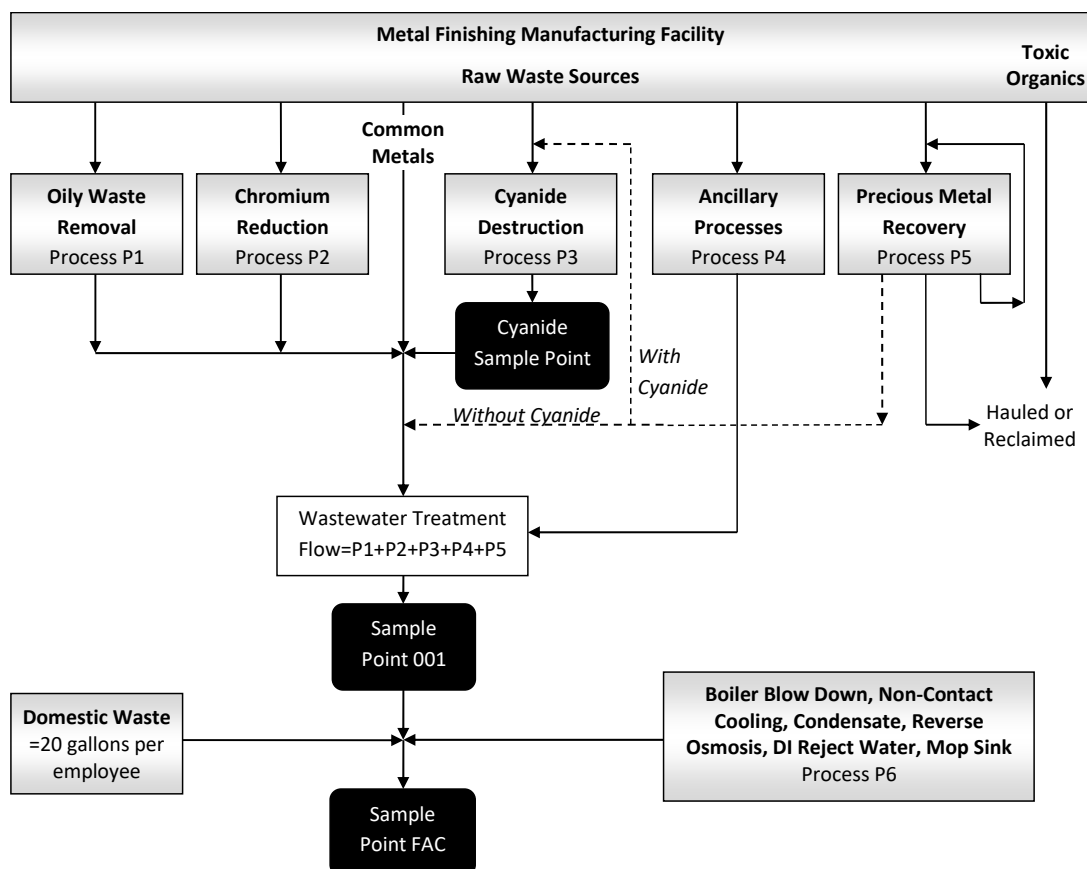 Metal Finishing Manufacturing Facility
Raw Waste Sources
Toxic
Organics
Common
Metals
Oily Waste
Removal
Process P1
Chromium
Reduction
Process P2
Cyanide
Destruction
Process P3
Ancillary
Processes
Process P4
Precious Metal
Recovery
Process P5
Cyanide
Sample Point
With
Cyanide
Without Cyanide
Hauled or
Reclaimed
Wastewater Treatment
Flow=P1+P2+P3+P4+P5
Sample
Point 001
Domestic Waste
=20 gallons per
employee
Boiler Blow Down, Non-Contact
Cooling, Condensate, Reverse
Osmosis, DI Reject Water, Mop Sink
Process P6
Sample
Point FAC